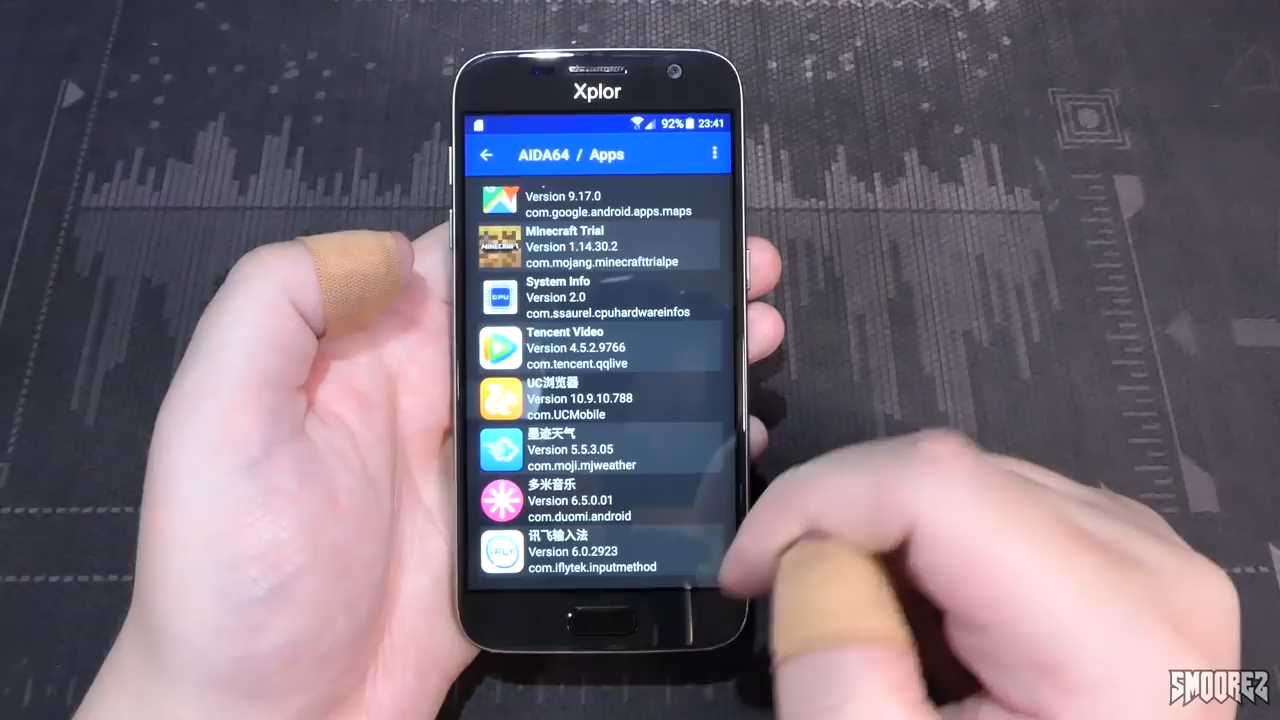 Xplor
92% 23:41
AIDA64 / Apps
Version 9.17.0
com.google.android.apps.maps
MINECRAFT
Minecraft Trial
Version 1.14.30.2
com.mojang.minecrafttrialpe
CPU
System Info
Version 2.0
com.ssaurel.cpuhardwareinfos
Tencent Video
Version 4.5.2.9766
com.tencent.qqlive
UC浏览器
Version 10.9.10.788
com.UCMobile
墨迹天气
Version 5.5.3.05
com.moji.mjweather
多米音乐
Version 6.5.0.01
com.duomi.android
iFLY
讯飞输入法
Version 6.0.2923
com.iflytek.inputmethod
SMOOREZ